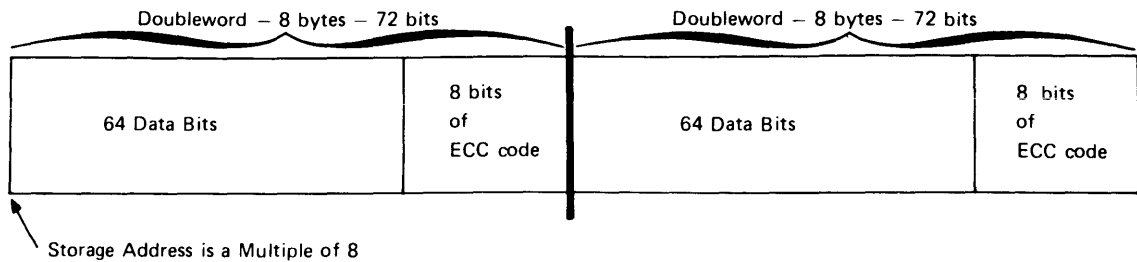 Doubleword – 8 bytes – 72 bits
Doubleword – 8 bytes – 72 bits
64 Data Bits
8 bits
of
ECC code
64 Data Bits
8 bits
of
ECC code
Storage Address is a Multiple of 8